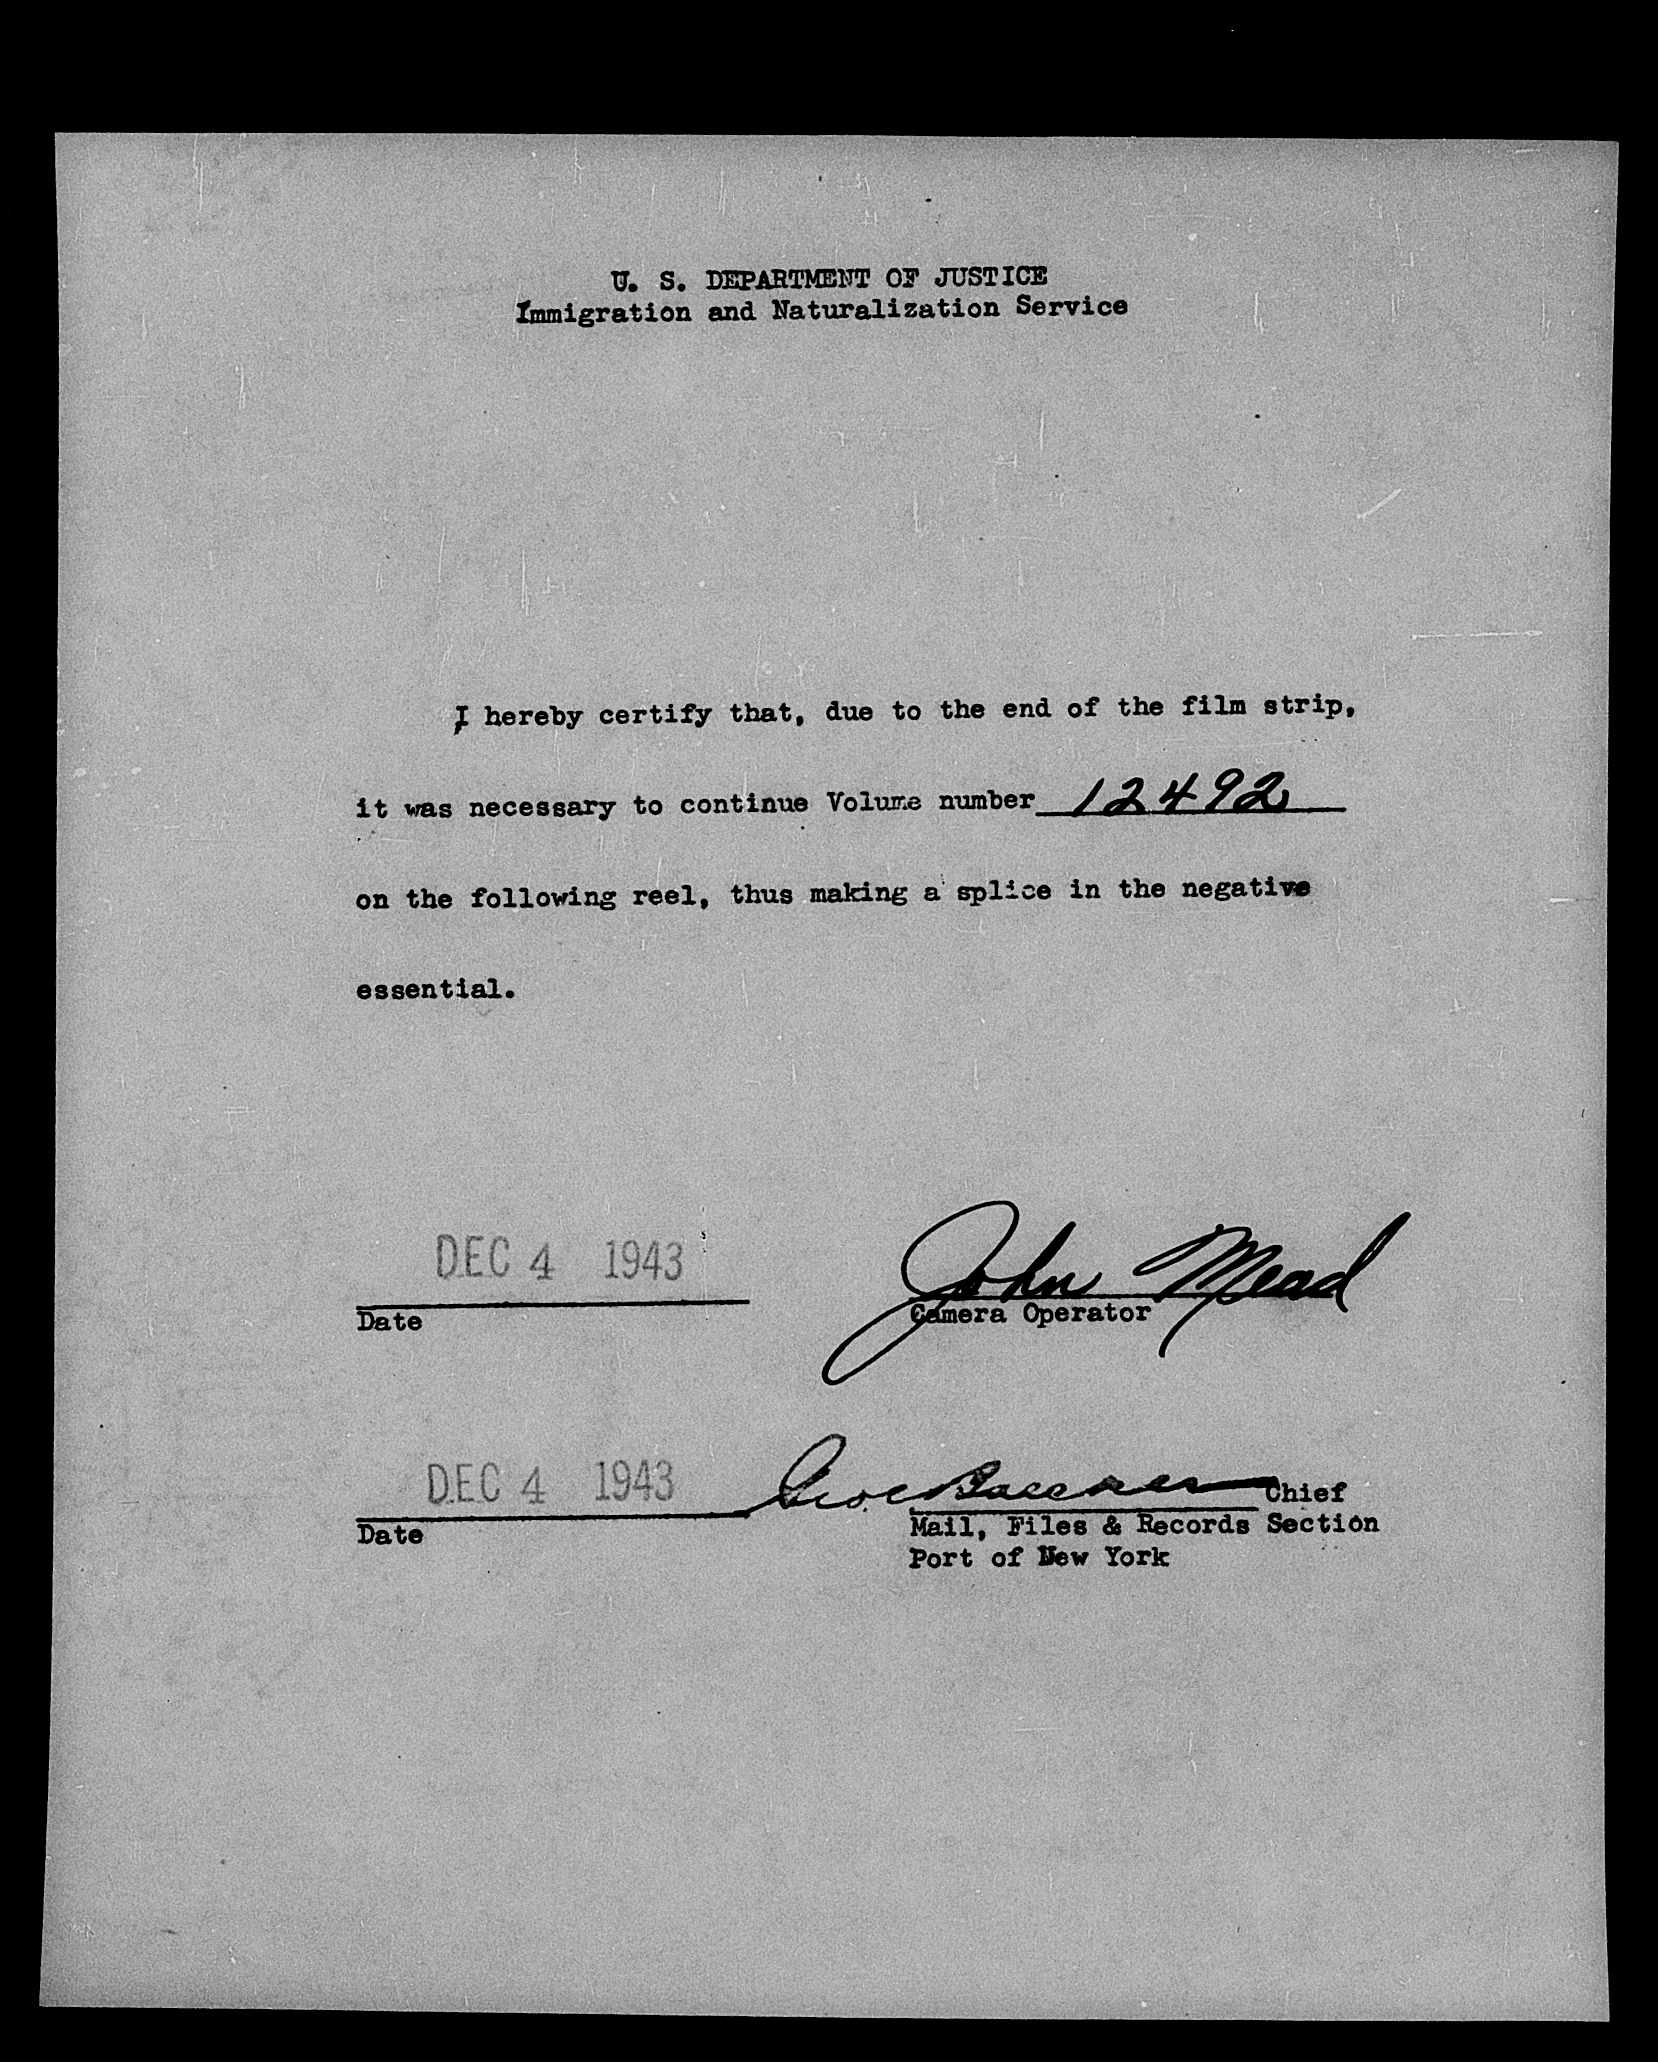 U. S. DEPARTMENT OF JUSTICE
Immigration and Naturalization Service
I hereby certify that, due to the end of the film strip,
it was necessary to continue Volume number 12492
on the following reel, thus making a splice in the negative
essential.
DEC 4 1943
John Mead
Date
Camera Operator
DEC 4 1943
Chief
Date
Mail, Files & Records Section
Port of New York